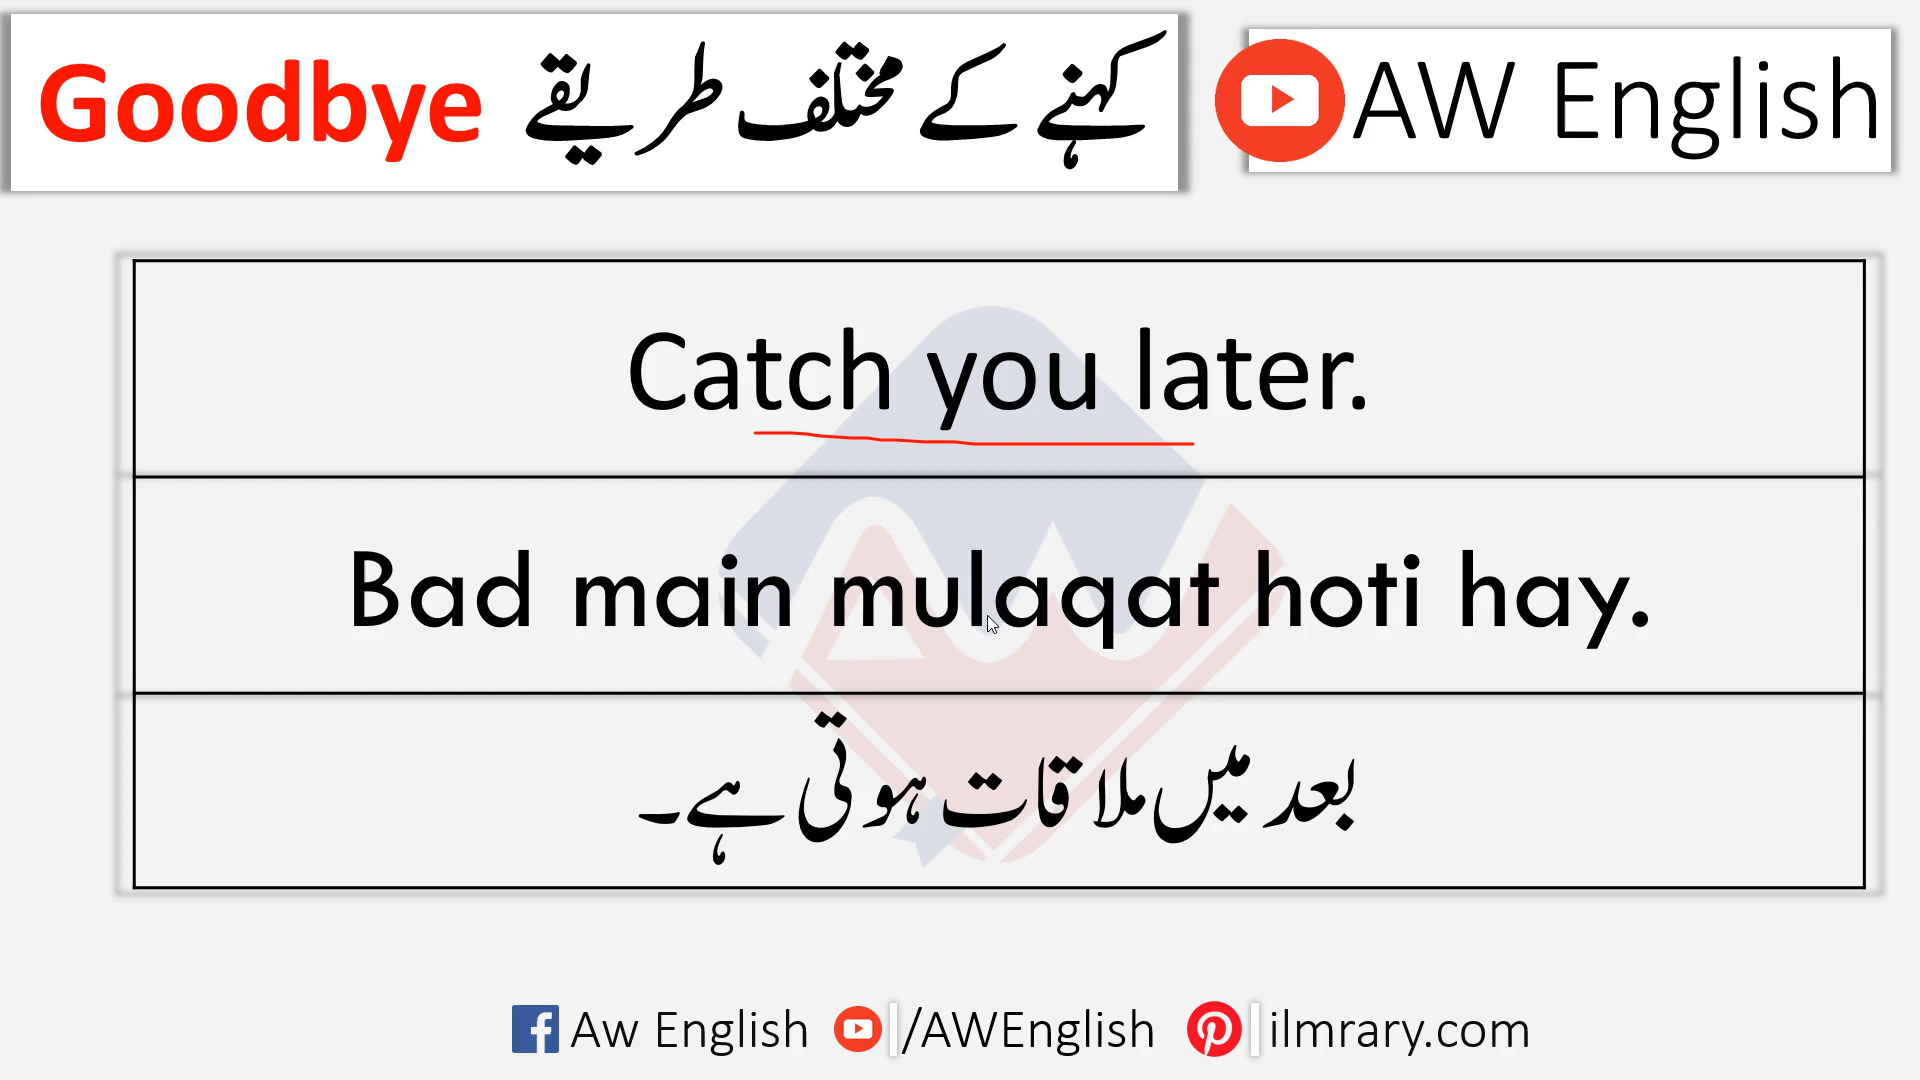 Goodbye کہنے کے مختلف طریقے
AW English
Catch you later.
Bad main mulaqat hoti hay.
بعد میں ملاقات ہوتی ہے۔
Aw English /AWEnglish ilmrary.com